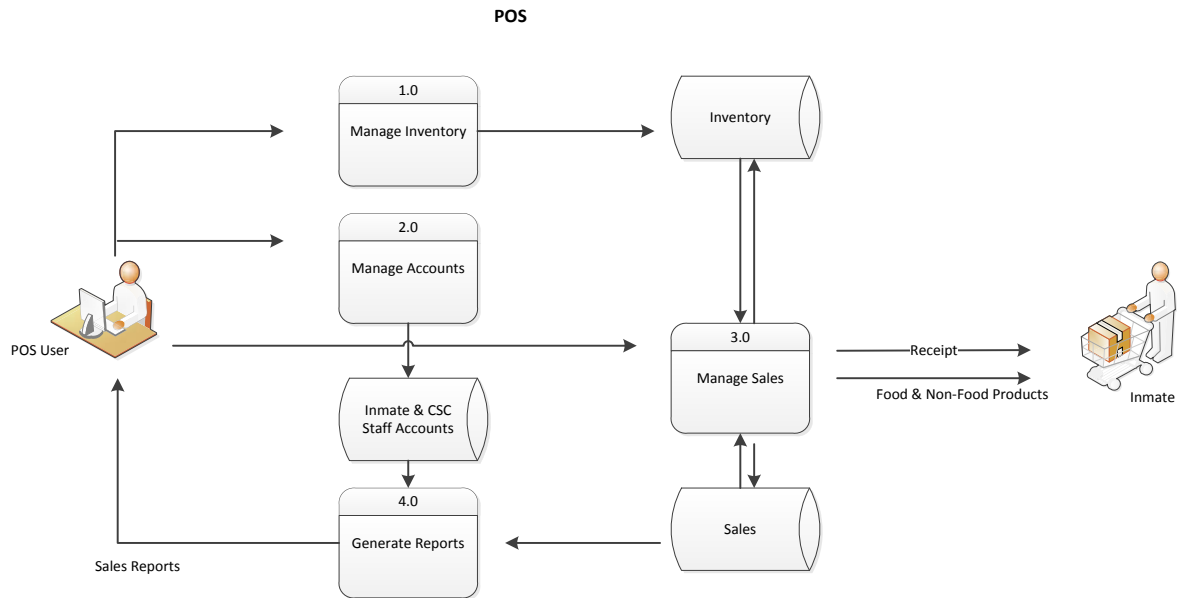 POS
1.0
Manage Inventory
Inventory
2.0
Manage Accounts
POS User
3.0
Manage Sales
Receipt
Food & Non-Food Products
Inmate
Inmate & CSC
Staff Accounts
4.0
Generate Reports
Sales
Sales Reports